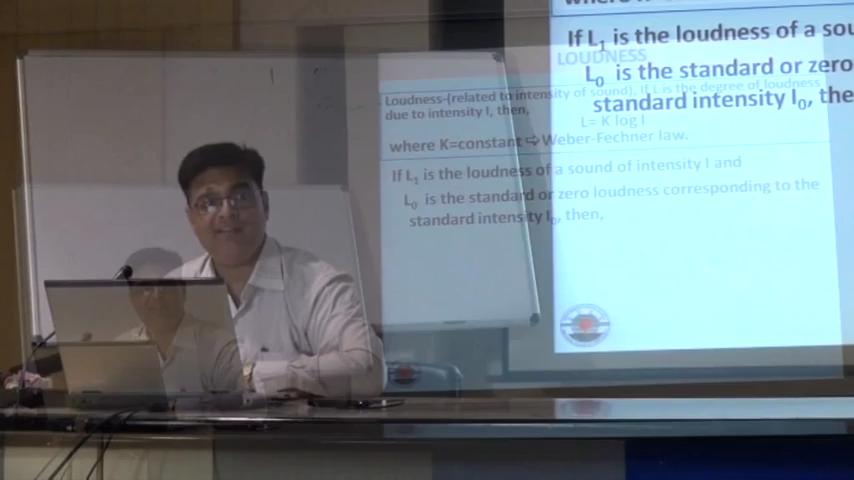 If L1 is the loudness of a sou
L0 is the standard or zero
standard intensity I0, the
LOUDNESS
Loudness-(related to intensity of sound), If L is the degree of loudness
due to intensity I, then,
L= K log I
where K=constant ⇨ Weber-Fechner law.
If L1 is the loudness of a sound of intensity I and
L0 is the standard or zero loudness corresponding to the
standard intensity I0, then,